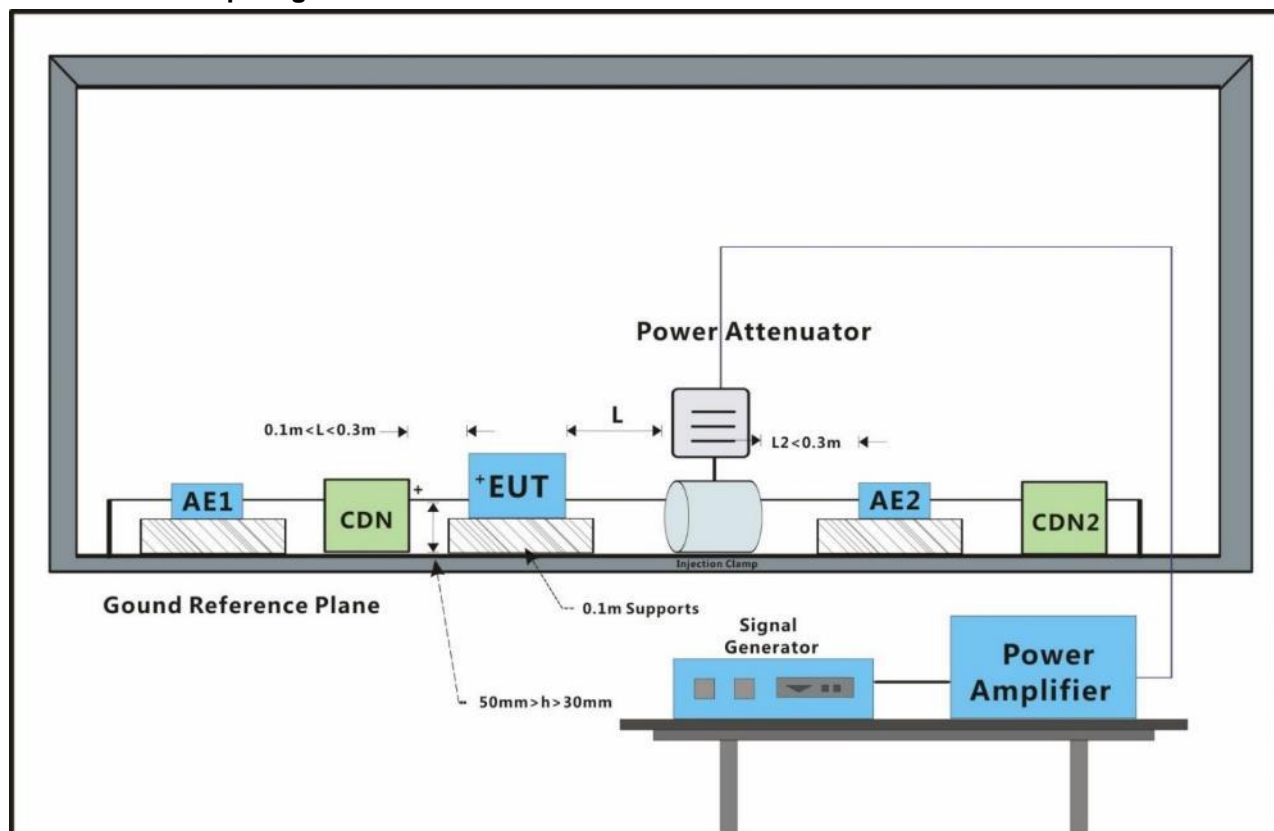 Power Attenuator
0.1m<L<0.3m
L
L2<0.3m
AE1
CDN
+
+EUT
AE2
CDN2
Injection Clamp
Gound Reference Plane
0.1m Supports
50mm>h>30mm
Signal
Generator
Power
Amplifier